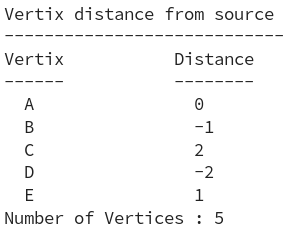 Vertix distance from source
----------------------------
Vertix Distance
------ --------
A 0
B -1
C 2
D -2
E 1
Number of Vertices : 5